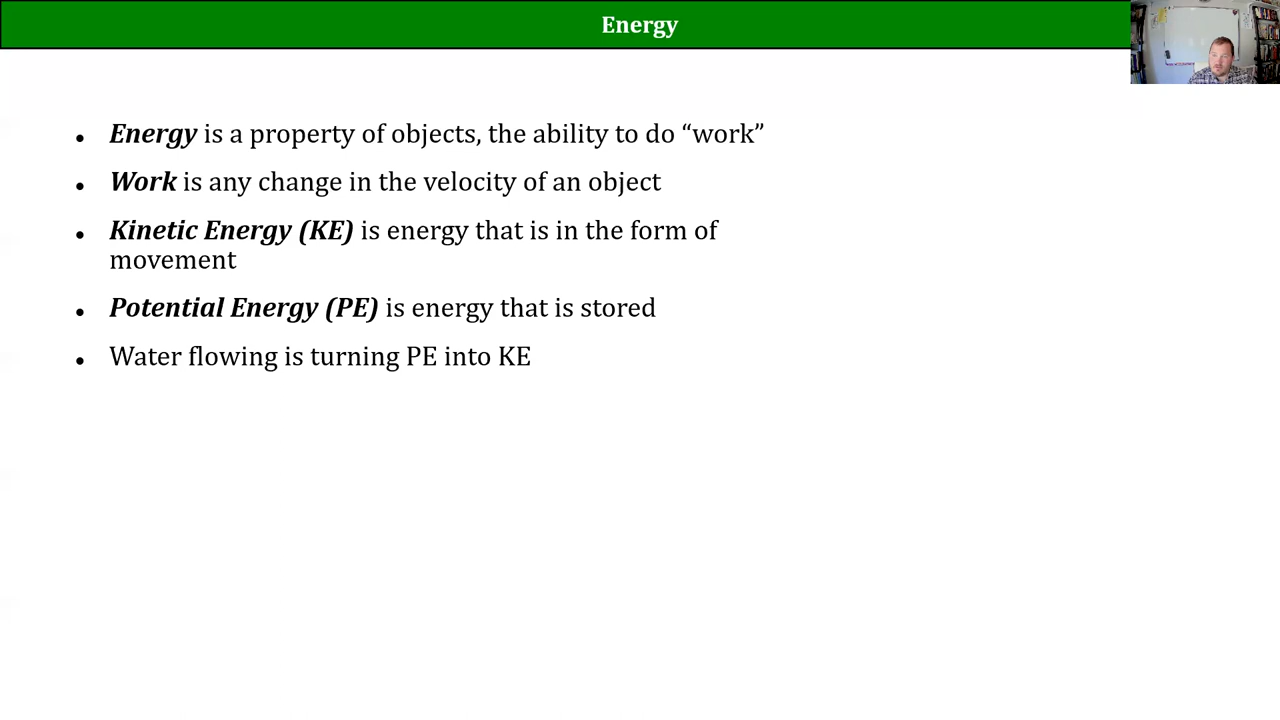 Energy
Energy is a property of objects, the ability to do “work”
Work is any change in the velocity of an object
Kinetic Energy (KE) is energy that is in the form of
movement
Potential Energy (PE) is energy that is stored
Water flowing is turning PE into KE